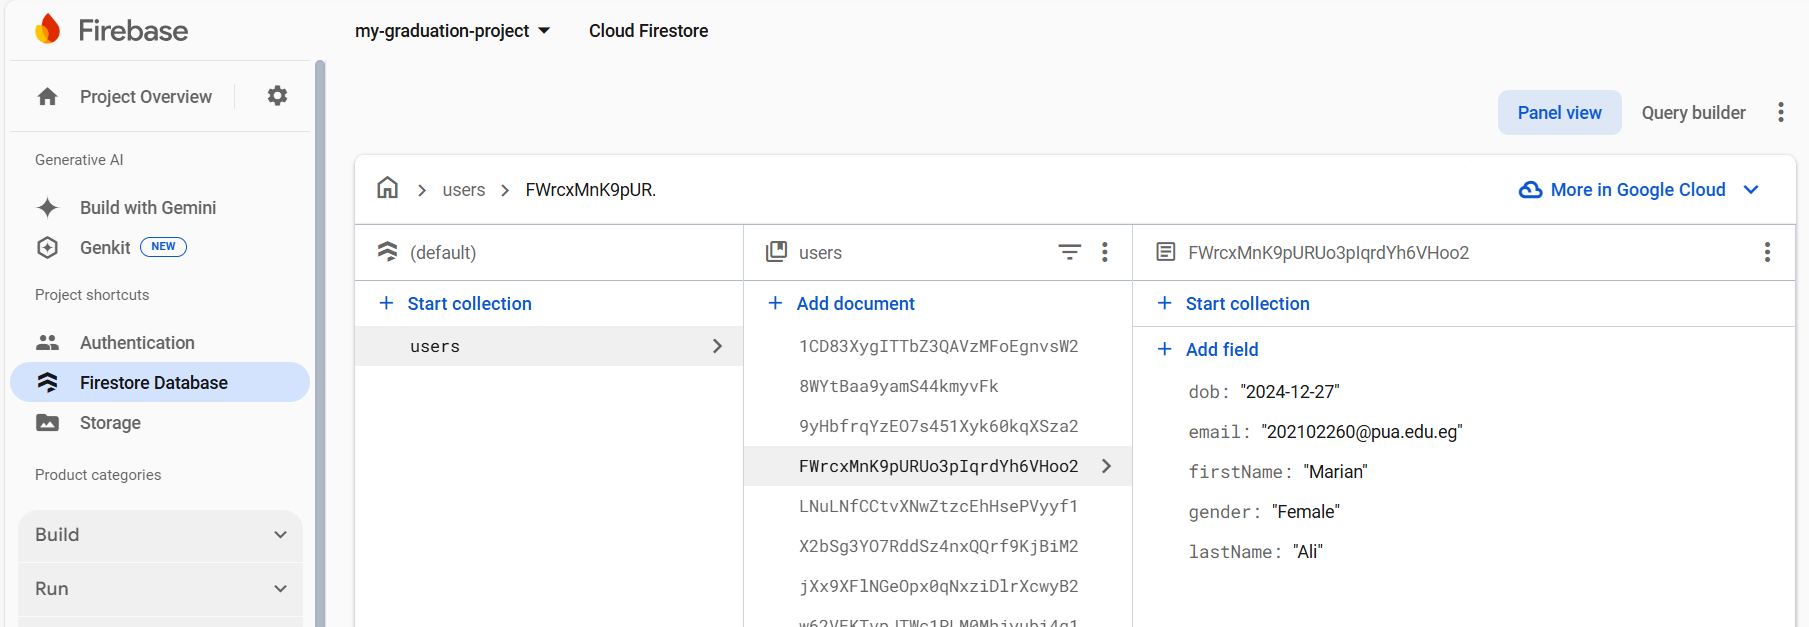 Firebase
my-graduation-project
Cloud Firestore
Project Overview
Generative AI
Build with Gemini
Genkit NEW
Project shortcuts
Authentication
Firestore Database
Storage
Product categories
Build
Run
Panel view
Query builder
users
FWrcxMnK9pUR.
More in Google Cloud
(default)
+ Start collection
users
users
+ Add document
1CD83XygITTbZ3QAVzMFoEgnvsW2
8WYtBaa9yamS44kmyvFk
9yHbfrqYzEO7s451Xyk60kqXSza2
FWrcxMnK9pURUo3pIqrdYh6VHoo2
LNuLNfCCtvXNwZtzcEhHsePVyyf1
X2bSg3YO7RddSz4nxQQrf9KjBiM2
jXx9XFlNGeOpx0qNxziDlrXcwyB2
FWrcxMnK9pURUo3pIqrdYh6VHoo2
+ Start collection
+ Add field
dob: "2024-12-27"
email: "202102260@pua.edu.eg"
firstName: "Marian"
gender: "Female"
lastName: "Ali"